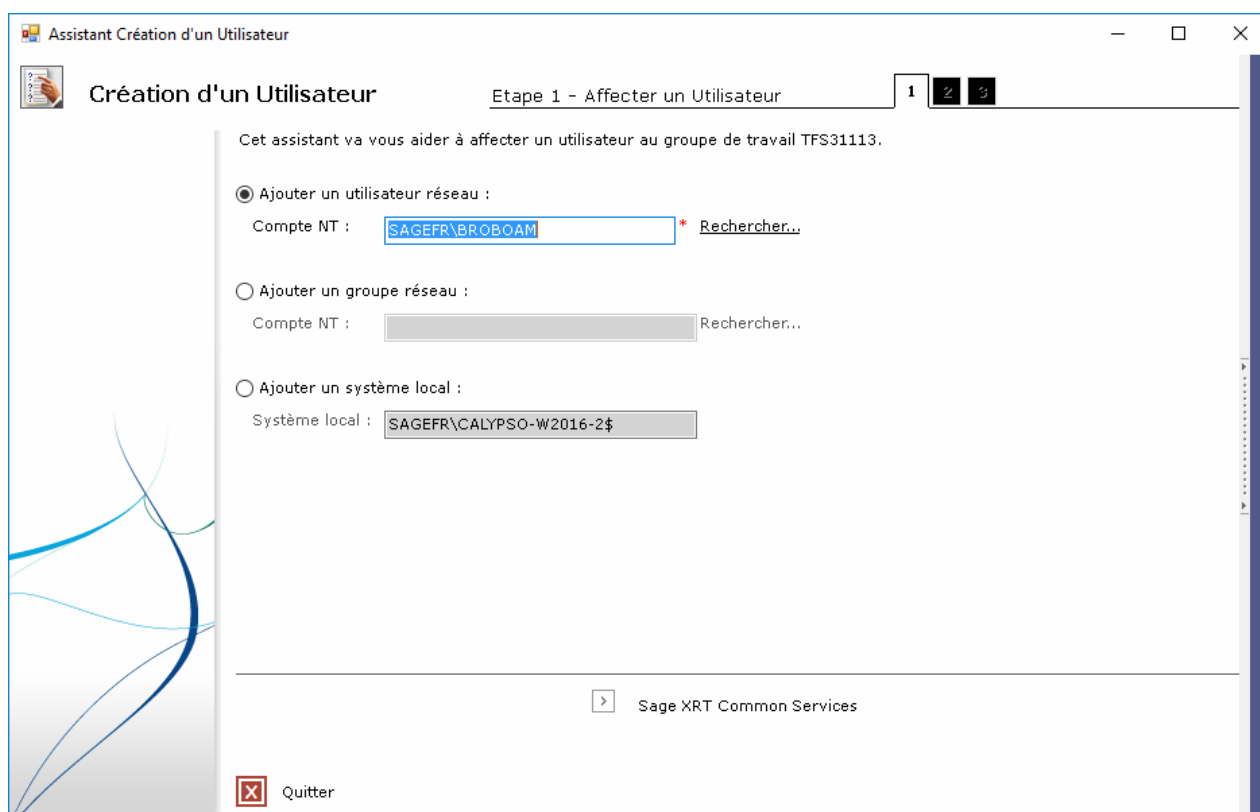 Assistant Création d'un Utilisateur
Création d'un Utilisateur
Etape 1 - Affecter un Utilisateur
1 2 3
Cet assistant va vous aider à affecter un utilisateur au groupe de travail TFS31113.
Ajouter un utilisateur réseau :
Compte NT : SAGEFR\BROBOAM * Rechercher...
Ajouter un groupe réseau :
Compte NT : Rechercher...
Ajouter un système local :
Système local : SAGEFR\CALYPSO-W2016-2$
Sage XRT Common Services
Quitter